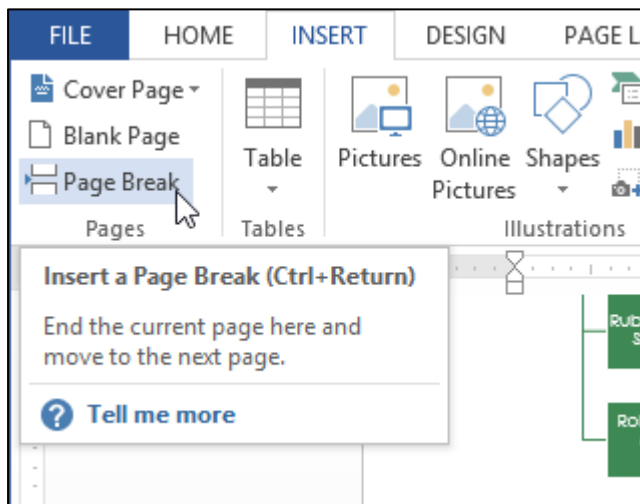 FILE HOME INSERT DESIGN PAGE L
Cover Page
Blank Page
Page Break
Table
Pictures
Online
Pictures
Shapes
Pages
Tables
Illustrations
Insert a Page Break (Ctrl+Return)
End the current page here and
move to the next page.
Tell me more
Rub
S
Ro